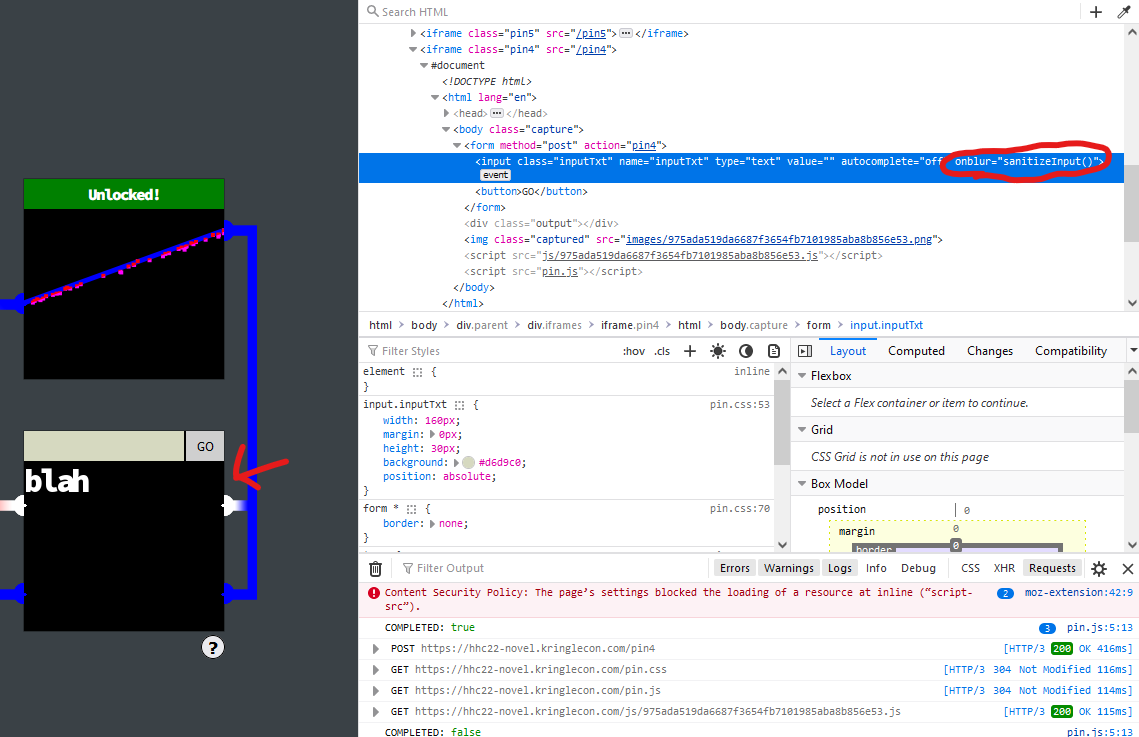 Unlocked!
GO
blah
?
Search HTML
<iframe class="pin5" src="/pin5"> ⋯ </iframe>
<iframe class="pin4" src="/pin4">
#document
<!DOCTYPE html>
<html lang="en">
<head> ⋯ </head>
<body class="capture">
<form method="post" action="pin4">
<input class="inputTxt" name="inputTxt" type="text" value="" autocomplete="off" onblur="sanitizeInput()">
event
<button>GO</button>
</form>
<div class="output"></div>
<img class="captured" src="images/975ada519da6687f3654fb7101985aba8b856e53.png">
<script src="js/975ada519da6687f3654fb7101985aba8b856e53.js"></script>
<script src="pin.js"></script>
</body>
</html>
html > body > div.parent > div.iframes > iframe.pin4 > html > body.capture > form > input.inputTxt
Filter Styles :hov .cls
element { inline
}
input.inputTxt { pin.css:53
width: 160px;
margin: 0px;
height: 30px;
background: #d6d9c0;
position: absolute;
}
form * { pin.css:70
border: none;
}
Layout Computed Changes Compatibility
Flexbox
Select a Flex container or item to continue.
Grid
CSS Grid is not in use on this page
Box Model
position 0
margin 0
border 0
Filter Output Errors Warnings Logs Info Debug CSS XHR Requests
Content Security Policy: The page’s settings blocked the loading of a resource at inline (“script- 2 moz-extension:42:9
src”).
COMPLETED: true 3 pin.js:5:13
POST https://hhc22-novel.kringlecon.com/pin4 [HTTP/3 200 OK 416ms]
GET https://hhc22-novel.kringlecon.com/pin.css [HTTP/3 304 Not Modified 116ms]
GET https://hhc22-novel.kringlecon.com/pin.js [HTTP/3 304 Not Modified 114ms]
GET https://hhc22-novel.kringlecon.com/js/975ada519da6687f3654fb7101985aba8b856e53.js [HTTP/3 200 OK 115ms]
COMPLETED: false pin.js:5:13